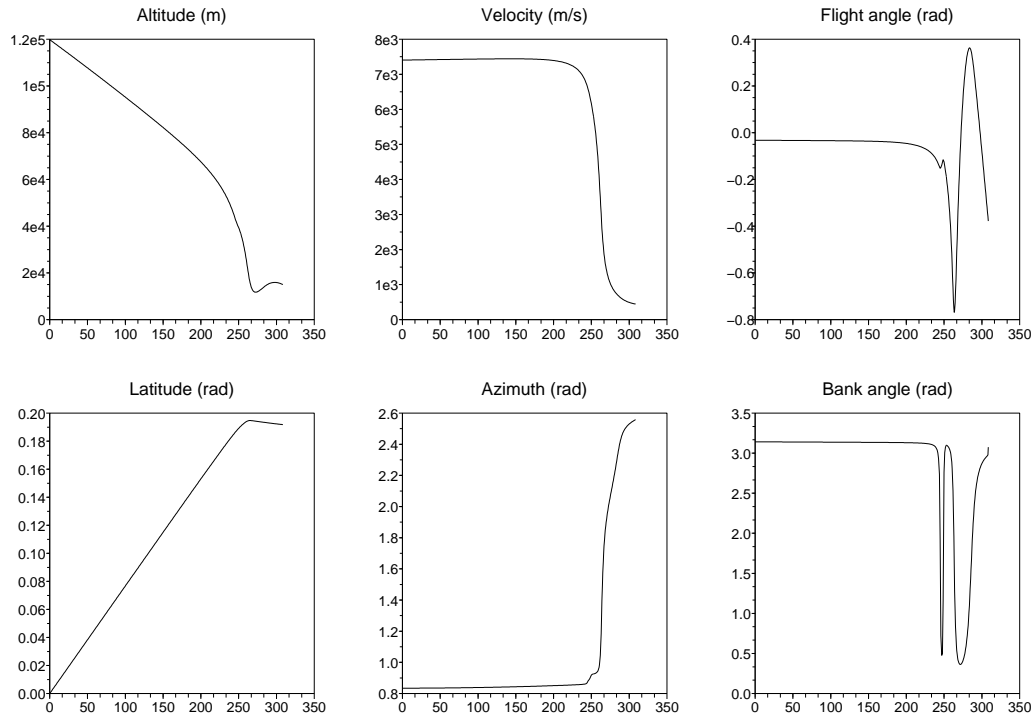 Altitude (m)
1.2e5
1e5
8e4
6e4
4e4
2e4
0
0 50 100 150 200 250 300 350
Velocity (m/s)
8e3
7e3
6e3
5e3
4e3
3e3
2e3
1e3
0
0 50 100 150 200 250 300 350
Flight angle (rad)
0.4
0.2
0.0
−0.2
−0.4
−0.6
−0.8
0 50 100 150 200 250 300 350
Latitude (rad)
0.20
0.18
0.16
0.14
0.12
0.10
0.08
0.06
0.04
0.02
0.00
0 50 100 150 200 250 300 350
Azimuth (rad)
2.6
2.4
2.2
2.0
1.8
1.6
1.4
1.2
1.0
0.8
0 50 100 150 200 250 300 350
Bank angle (rad)
3.5
3.0
2.5
2.0
1.5
1.0
0.5
0.0
0 50 100 150 200 250 300 350